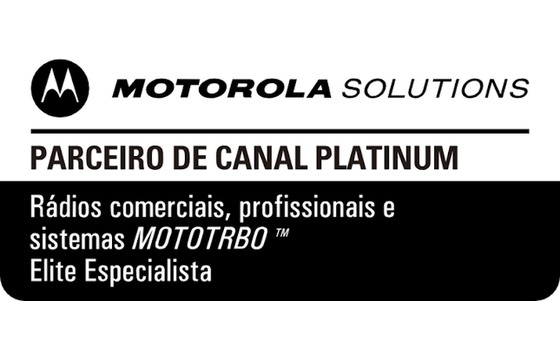 MOTOROLA SOLUTIONS
PARCEIRO DE CANAL PLATINUM
Rádios comerciais, profissionais e
sistemas MOTOTRBO ™
Elite Especialista